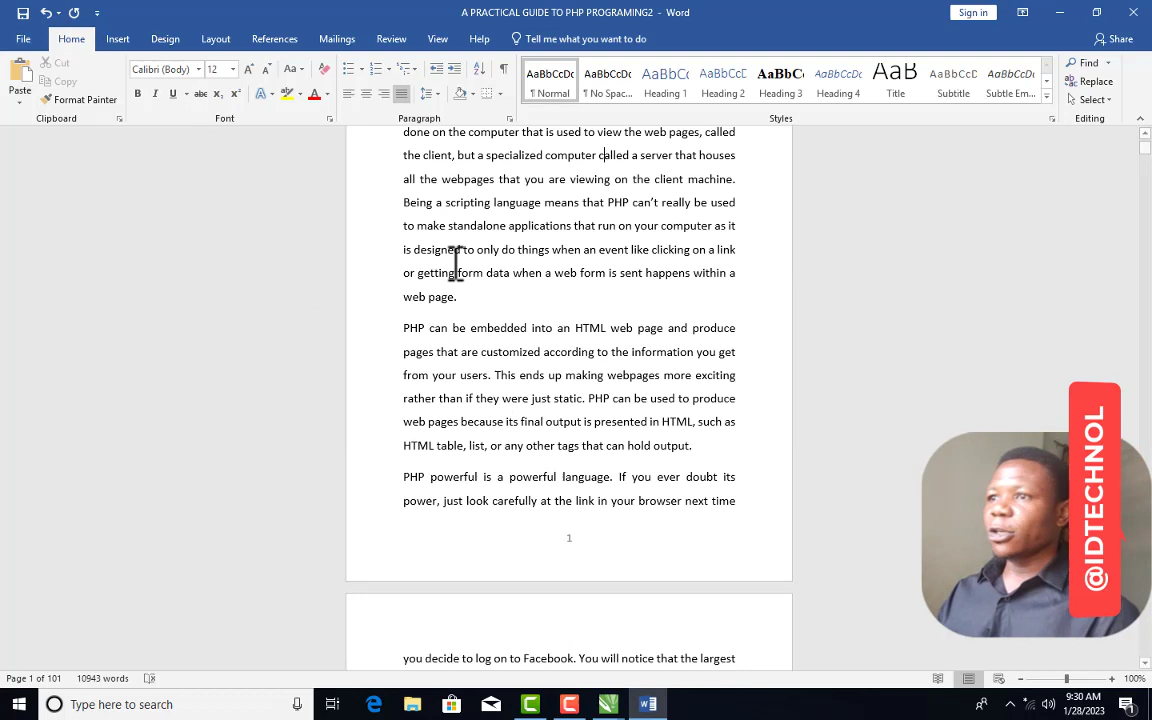 A PRACTICAL GUIDE TO PHP PROGRAMING2 - Word
Sign in
File Home Insert Design Layout References Mailings Review View Help Tell me what you want to do Share
Paste
Cut
Copy
Format Painter
Clipboard
Calibri (Body) 12
Font
Paragraph
AaBbCcDc AaBbCcDc AaBbCc AaBbCcD AaBbCc AaBbCcD AaB AaBbCcD AaBbCcDc
¶ Normal ¶ No Spac... Heading 1 Heading 2 Heading 3 Heading 4 Title Subtitle Subtle Em...
Styles
Find
Replace
Select
Editing
done on the computer that is used to view the web pages, called
the client, but a specialized computer called a server that houses
all the webpages that you are viewing on the client machine.
Being a scripting language means that PHP can’t really be used
to make standalone applications that run on your computer as it
is designed to only do things when an event like clicking on a link
or getting form data when a web form is sent happens within a
web page.
PHP can be embedded into an HTML web page and produce
pages that are customized according to the information you get
from your users. This ends up making webpages more exciting
rather than if they were just static. PHP can be used to produce
web pages because its final output is presented in HTML, such as
HTML table, list, or any other tags that can hold output.
PHP powerful is a powerful language. If you ever doubt its
power, just look carefully at the link in your browser next time
1
you decide to log on to Facebook. You will notice that the largest
@IDTECHNOL
Page 1 of 101 10943 words
100%
Type here to search
9:30 AM
1/28/2023